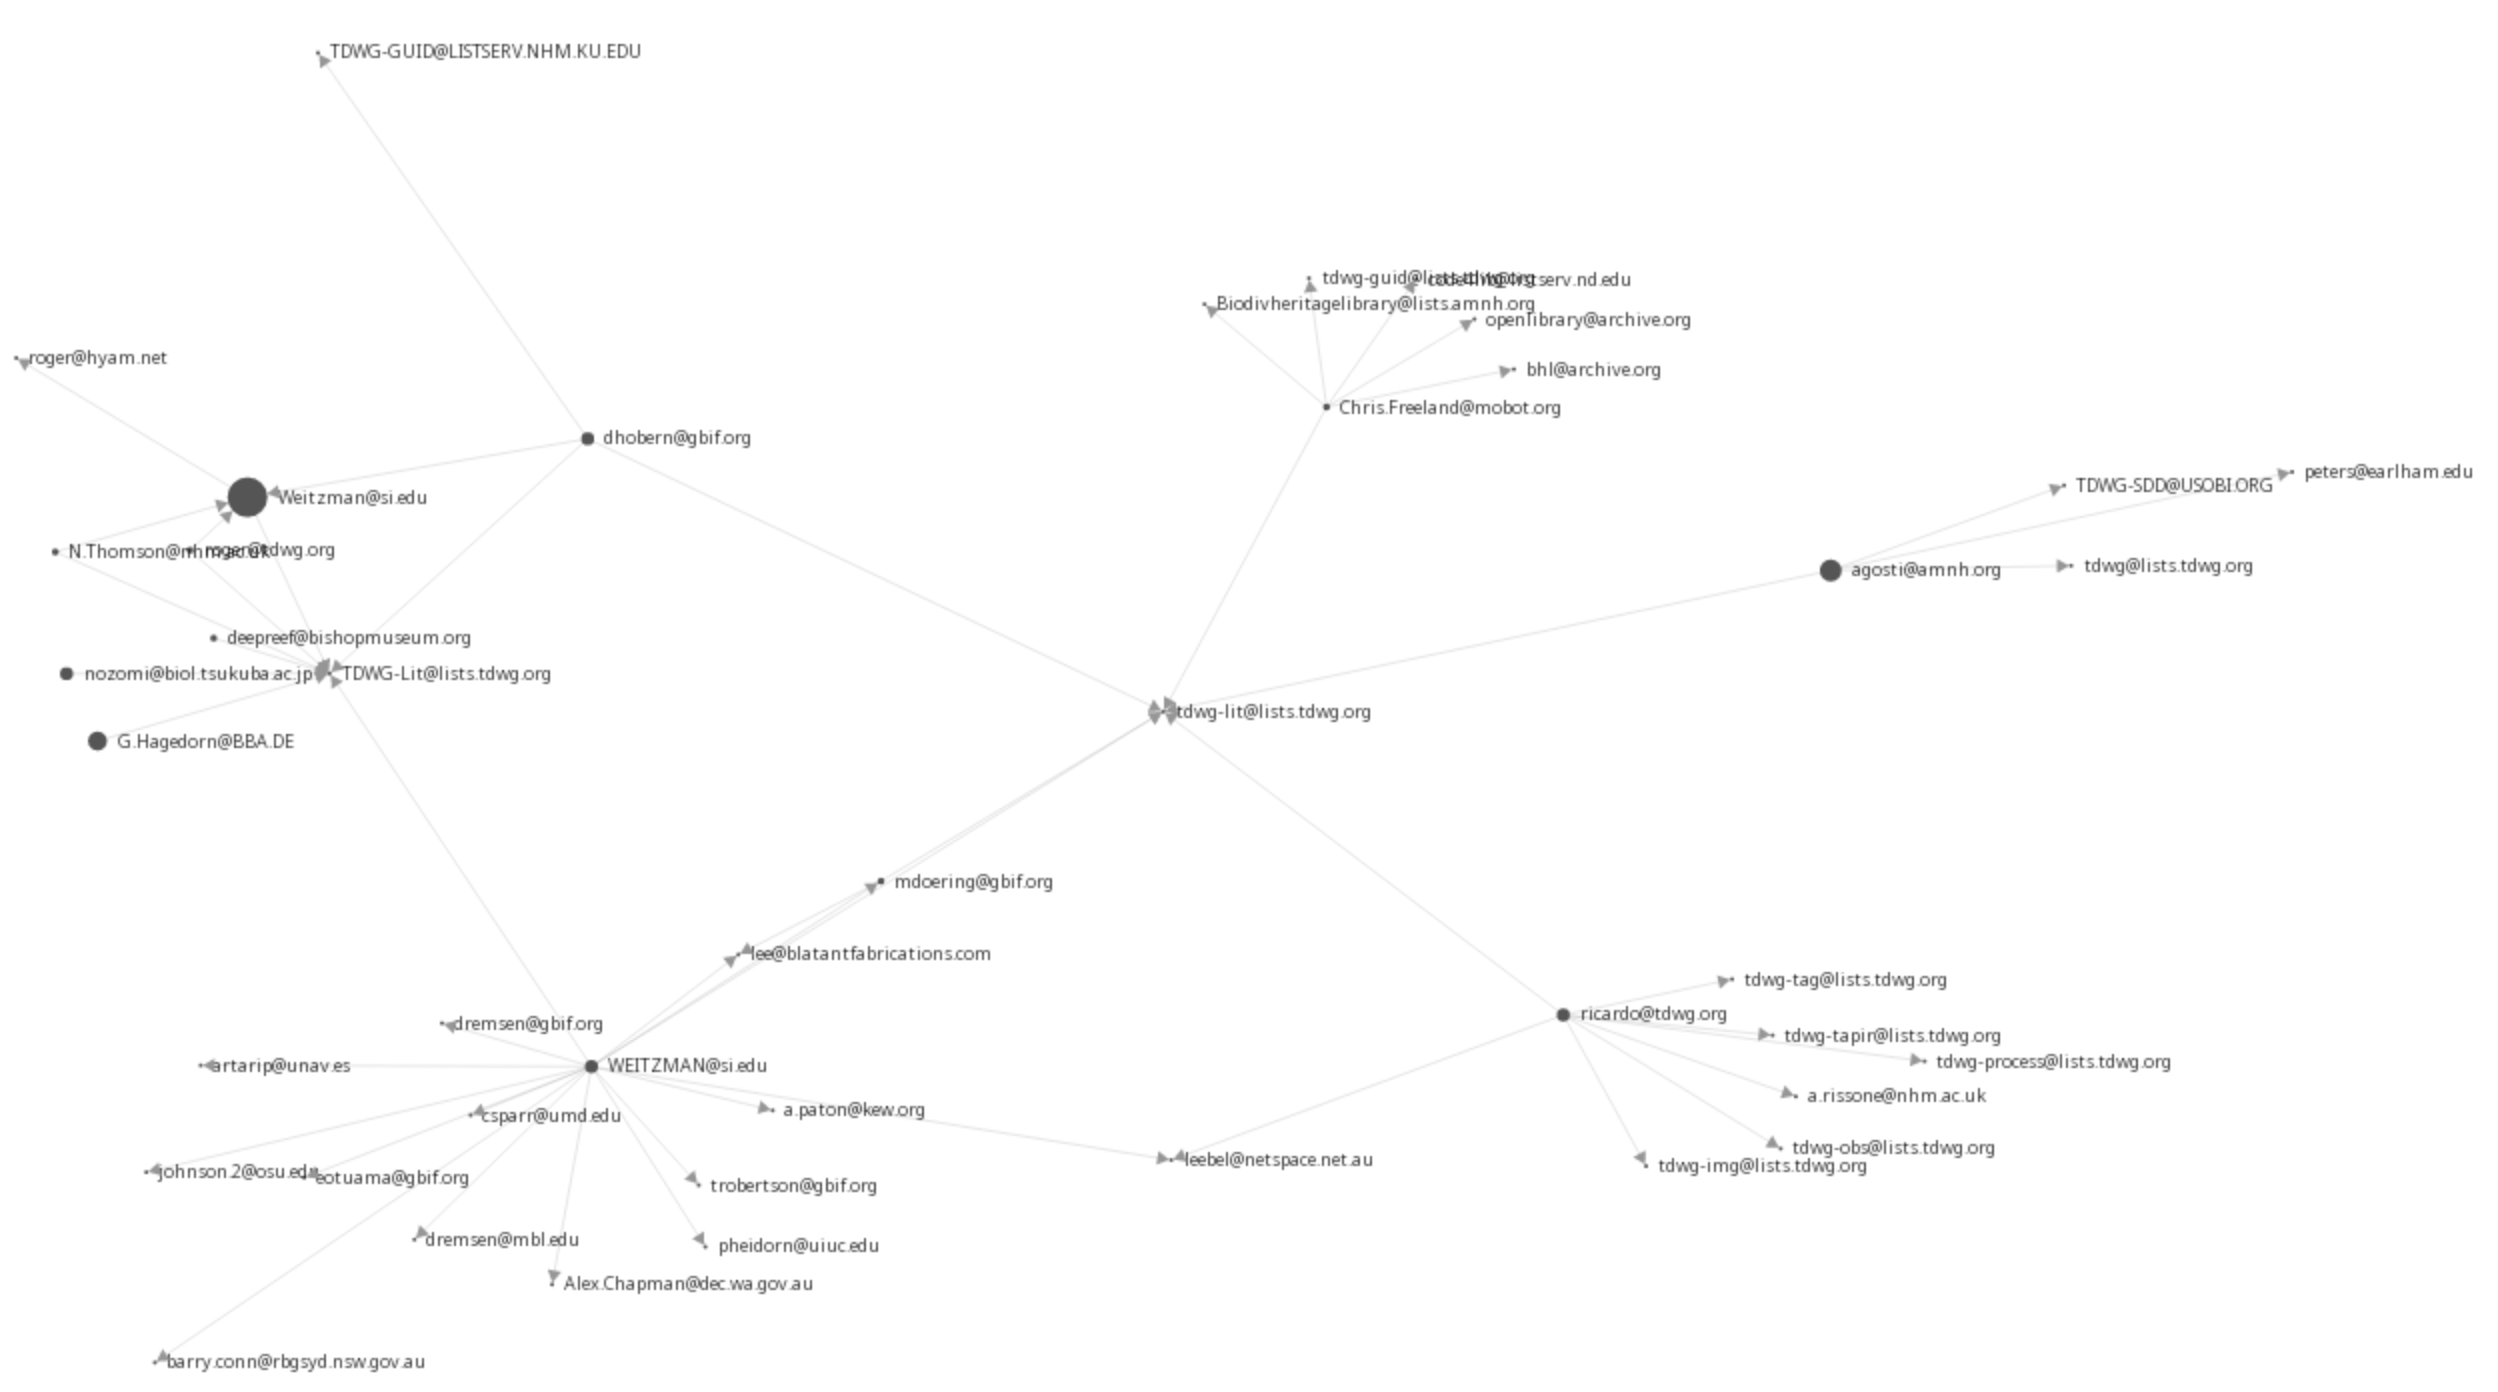 TDWG-GUID@LISTSERV.NHM.KU.EDU
tdwg-guid@lists.tdwg.org
Biodivheritagelibrary@lists.amnh.org
openlibrary@archive.org
roger@hyam.net
bhl@archive.org
Chris.Freeland@mobot.org
dhobern@gbif.org
peters@earlham.edu
TDWG-SDD@USOBI.ORG
Weitzman@si.edu
N.Thomson@nhm.ac.uk
roger@tdwg.org
tdwg@lists.tdwg.org
agosti@amnh.org
deepreef@bishopmuseum.org
nozomi@biol.tsukuba.ac.jp
TDWG-Lit@lists.tdwg.org
tdwg-lit@lists.tdwg.org
G.Hagedorn@BBA.DE
mdoering@gbif.org
lee@blatantfabrications.com
tdwg-tag@lists.tdwg.org
ricardo@tdwg.org
dremsen@gbif.org
tdwg-tapir@lists.tdwg.org
tdwg-process@lists.tdwg.org
artarip@unav.es
WEITZMAN@si.edu
a.rissone@nhm.ac.uk
a.paton@kew.org
csparr@umd.edu
tdwg-obs@lists.tdwg.org
leebel@netspace.net.au
tdwg-img@lists.tdwg.org
johnson.2@osu.edu
eotuama@gbif.org
trobertson@gbif.org
dremsen@mbl.edu
pheidorn@uiuc.edu
Alex.Chapman@dec.wa.gov.au
barry.conn@rbgsyd.nsw.gov.au